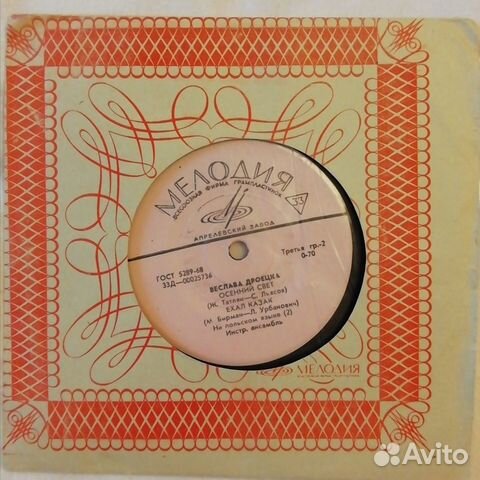 МЕЛОДИЯ
ВСЕСОЮЗНАЯ ФИРМА ГРАМПЛАСТИНОК
33
АПРЕЛЕВСКИЙ ЗАВОД
ГОСТ 5289-68
33Д—00025736
Третья гр.-2
0-70
ВЕСЛАВА ДРОЕЦКА
ОСЕННИЙ СВЕТ
(Ж. Татлян—С. Льясов)
ЕХАЛ КАЗАК
(М. Бирман—Л. Урбанович)
На польском языке (2)
Инстр. ансамбль
МЕЛОДИЯ
Avito